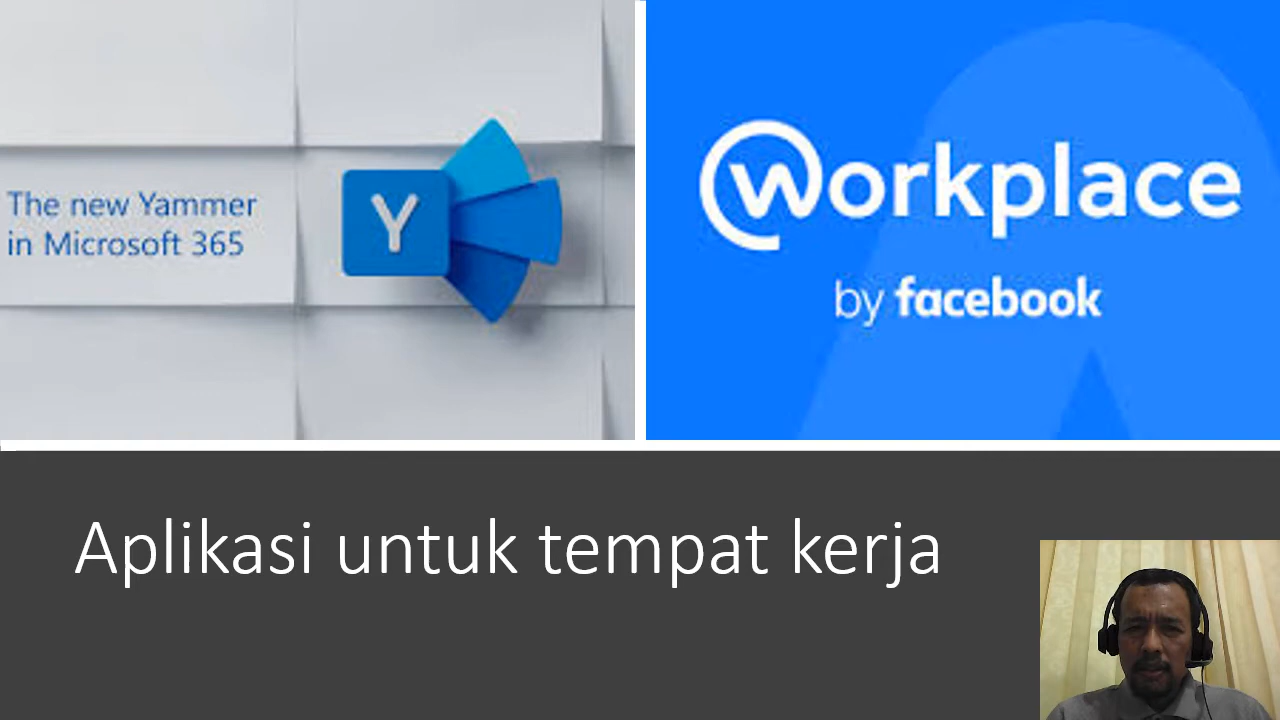 The new Yammer
in Microsoft 365
Y
Workplace
by facebook
Aplikasi untuk tempat kerja